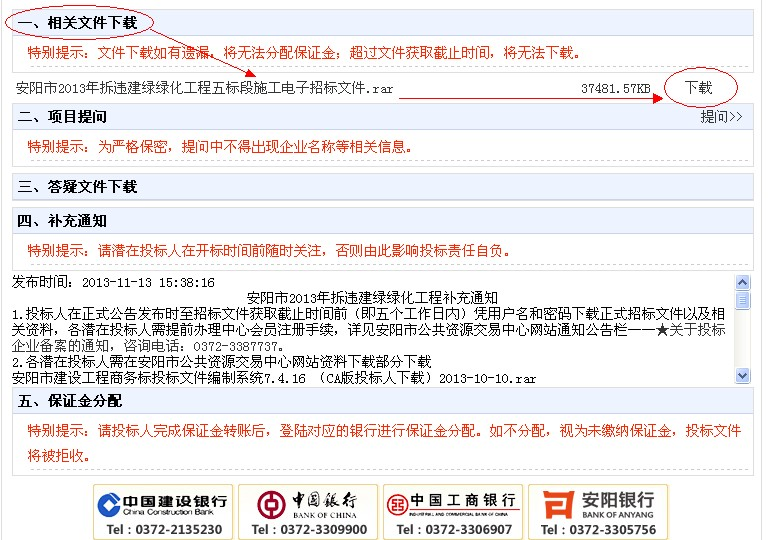 一、相关文件下载
特别提示：文件下载如有遗漏，将无法分配保证金；超过文件获取截止时间，将无法下载。
安阳市2013年拆违建绿绿化工程五标段施工电子招标文件.rar 37481.57KB 下载
二、项目提问 提问>>
特别提示：为严格保密，提问中不得出现企业名称等相关信息。
三、答疑文件下载
四、补充通知
特别提示：请潜在投标人在开标时间前随时关注，否则由此影响投标责任自负。
发布时间：2013-11-13 15:38:16
安阳市2013年拆违建绿绿化工程补充通知
1.投标人在正式公告发布时至招标文件获取截止时间前（即五个工作日内）凭用户名和密码下载正式招标文件以及相
关资料，各潜在投标人需提前办理中心会员注册手续，详见安阳市公共资源交易中心网站通知公告栏——★关于投标
企业备案的通知，咨询电话：0372-3387737。
2.各潜在投标人需在安阳市公共资源交易中心网站资料下载部分下载
安阳市建设工程商务标投标文件编制系统7.4.16 （CA版投标人下载）2013-10-10.rar
五、保证金分配
特别提示：请投标人完成保证金转账后，登陆对应的银行进行保证金分配。如不分配，视为未缴纳保证金，投标文件
将被拒收。
中国建设银行 中国银行 中国工商银行 安阳银行
China Construction Bank BANK OF CHINA INDUSTRIAL AND COMMERCIAL BANK OF CHINA BANK OF ANYANG
Tel : 0372-2135230 Tel : 0372-3309900 Tel : 0372-3306907 Tel : 0372-3305756